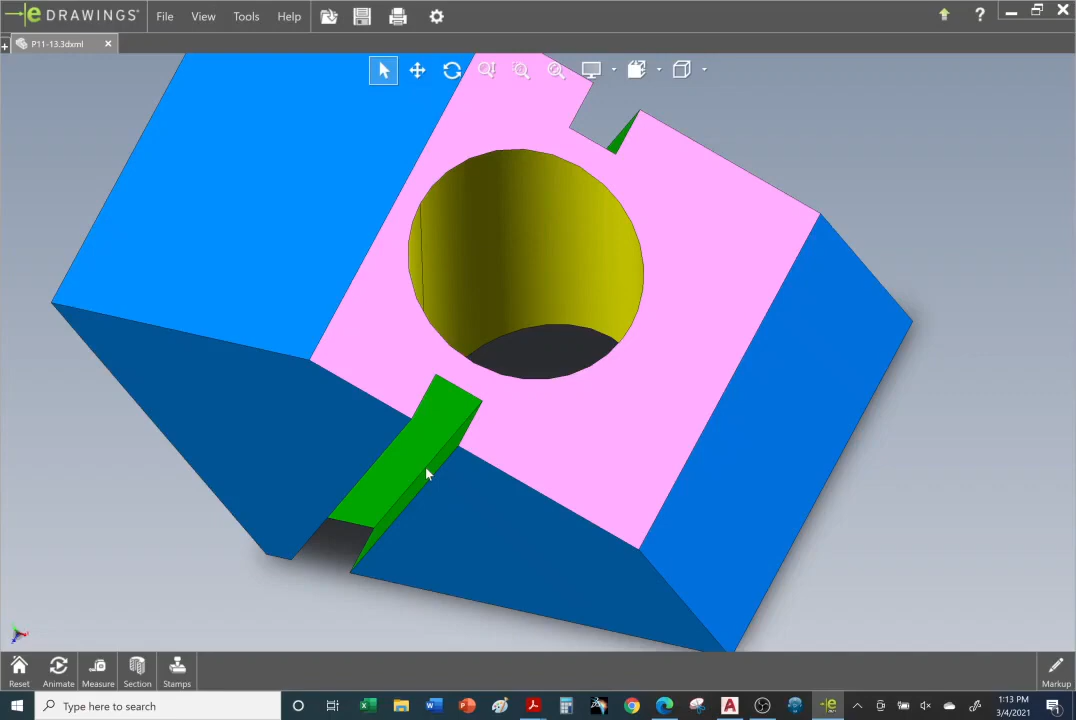 eDRAWINGS®
File View Tools Help
?
P11-13.3dxml
Reset Animate Measure Section Stamps Markup
Type here to search
1:13 PM
3/4/2021
1